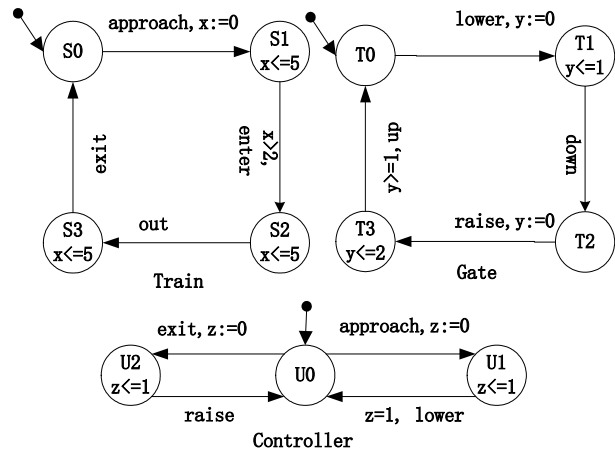 approach, x:=0
lower, y:=0
S0
S1
x<=5
T0
T1
y<=1
exit
x>2,
enter
y>=1, up
down
S3
x<=5
out
S2
x<=5
T3
y<=2
raise, y:=0
T2
Train
Gate
exit, z:=0
approach, z:=0
U2
z<=1
U0
U1
z<=1
raise
z=1, lower
Controller